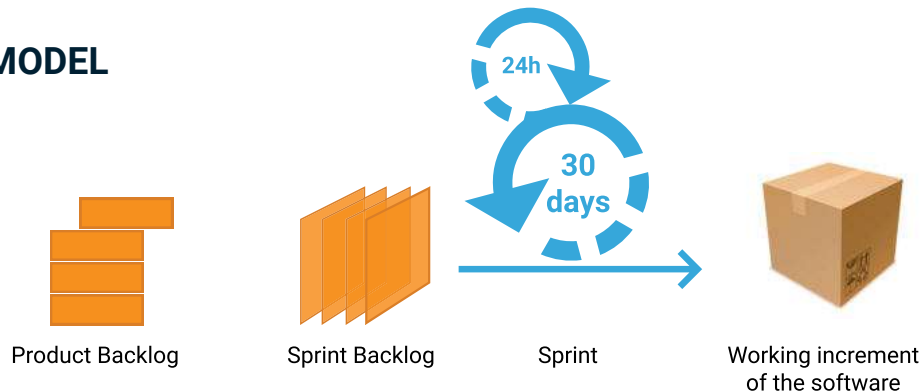 MODEL
24h
30
days
Product Backlog
Sprint Backlog
Sprint
Working increment
of the software